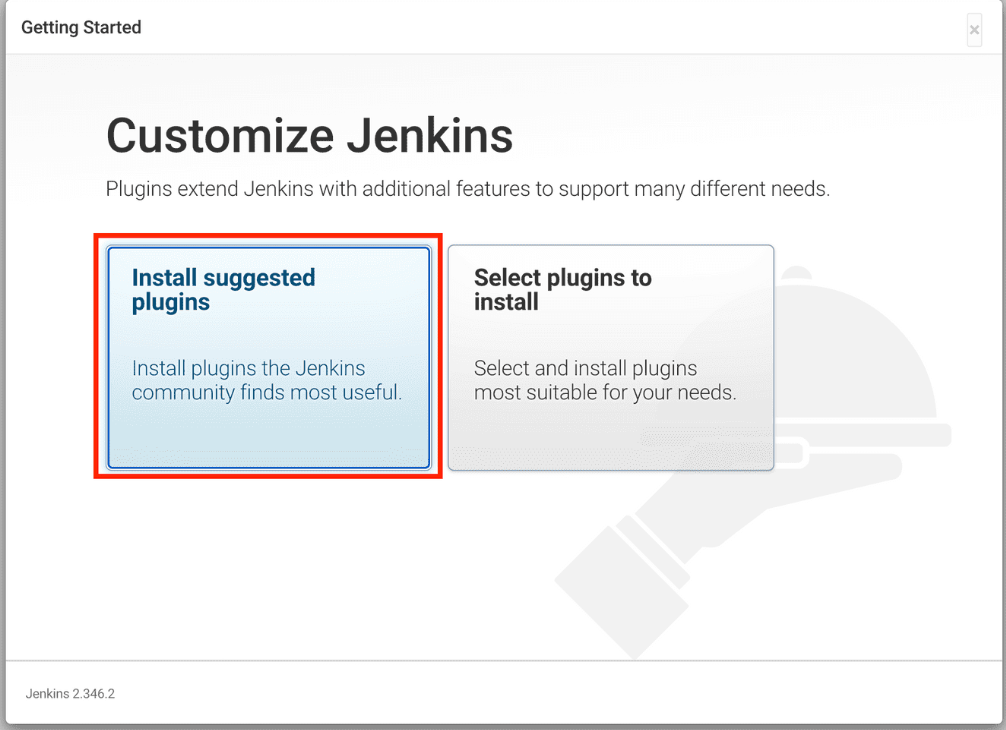 Getting Started
×
Customize Jenkins
Plugins extend Jenkins with additional features to support many different needs.
Install suggested
plugins
Install plugins the Jenkins
community finds most useful.
Select plugins to
install
Select and install plugins
most suitable for your needs.
Jenkins 2.346.2